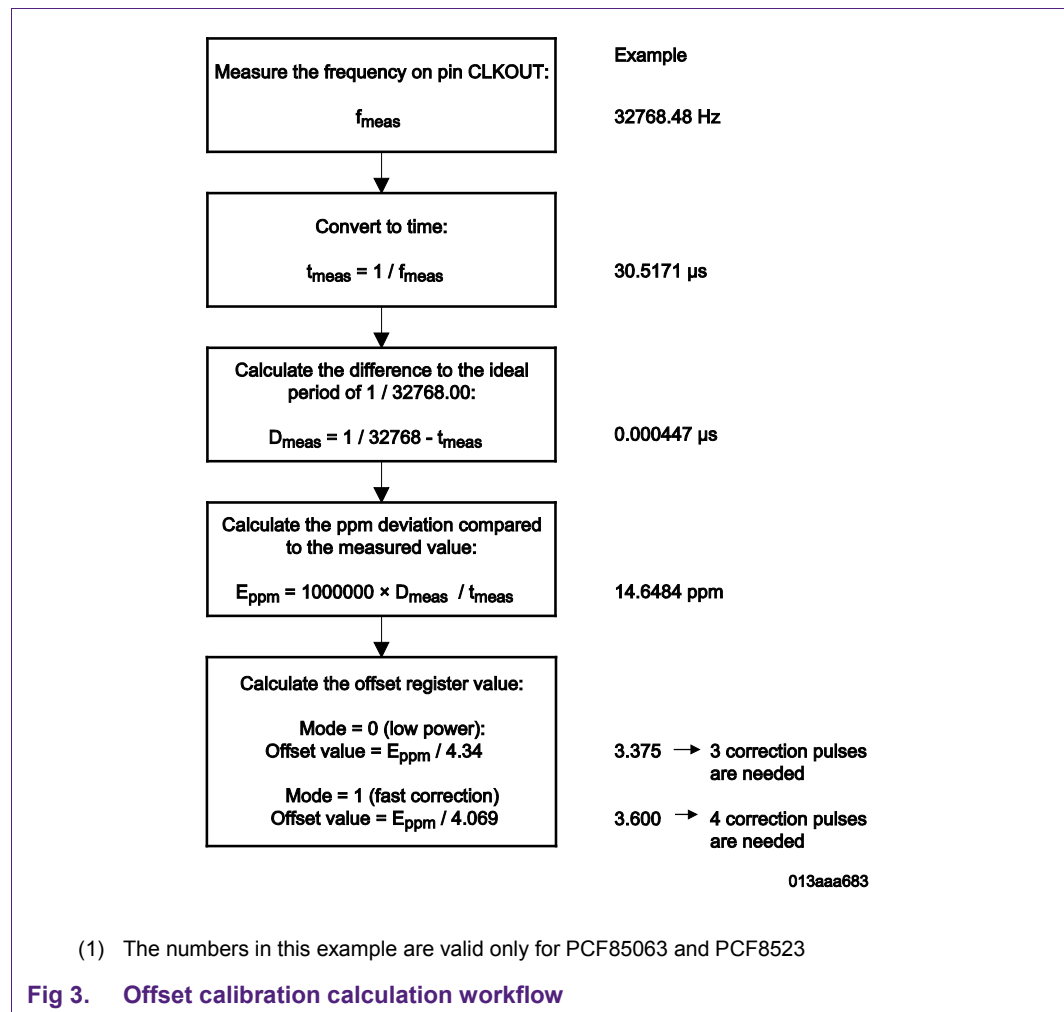 Measure the frequency on pin CLKOUT:
fmeas
Example
32768.48 Hz
Convert to time:
tmeas = 1 / fmeas
30.5171 µs
Calculate the difference to the ideal
period of 1 / 32768.00:
Dmeas = 1 / 32768 - tmeas
0.000447 µs
Calculate the ppm deviation compared
to the measured value:
Eppm = 1000000 × Dmeas / tmeas
14.6484 ppm
Calculate the offset register value:
Mode = 0 (low power):
Offset value = Eppm / 4.34
3.375 → 3 correction pulses
are needed
Mode = 1 (fast correction)
Offset value = Eppm / 4.069
3.600 → 4 correction pulses
are needed
013aaa683
(1) The numbers in this example are valid only for PCF85063 and PCF8523
Fig 3. Offset calibration calculation workflow